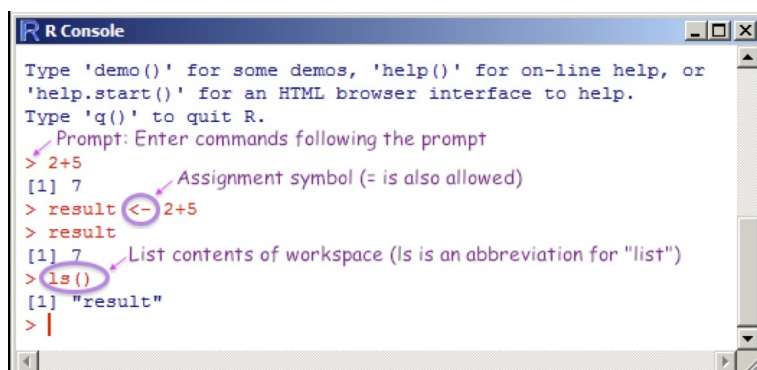 R R Console
Type 'demo()' for some demos, 'help()' for on-line help, or
'help.start()' for an HTML browser interface to help.
Type 'q()' to quit R.
Prompt: Enter commands following the prompt
> 2+5
[1] 7
Assignment symbol (= is also allowed)
> result <- 2+5
> result
[1] 7
List contents of workspace (ls is an abbreviation for "list")
> ls()
[1] "result"
>